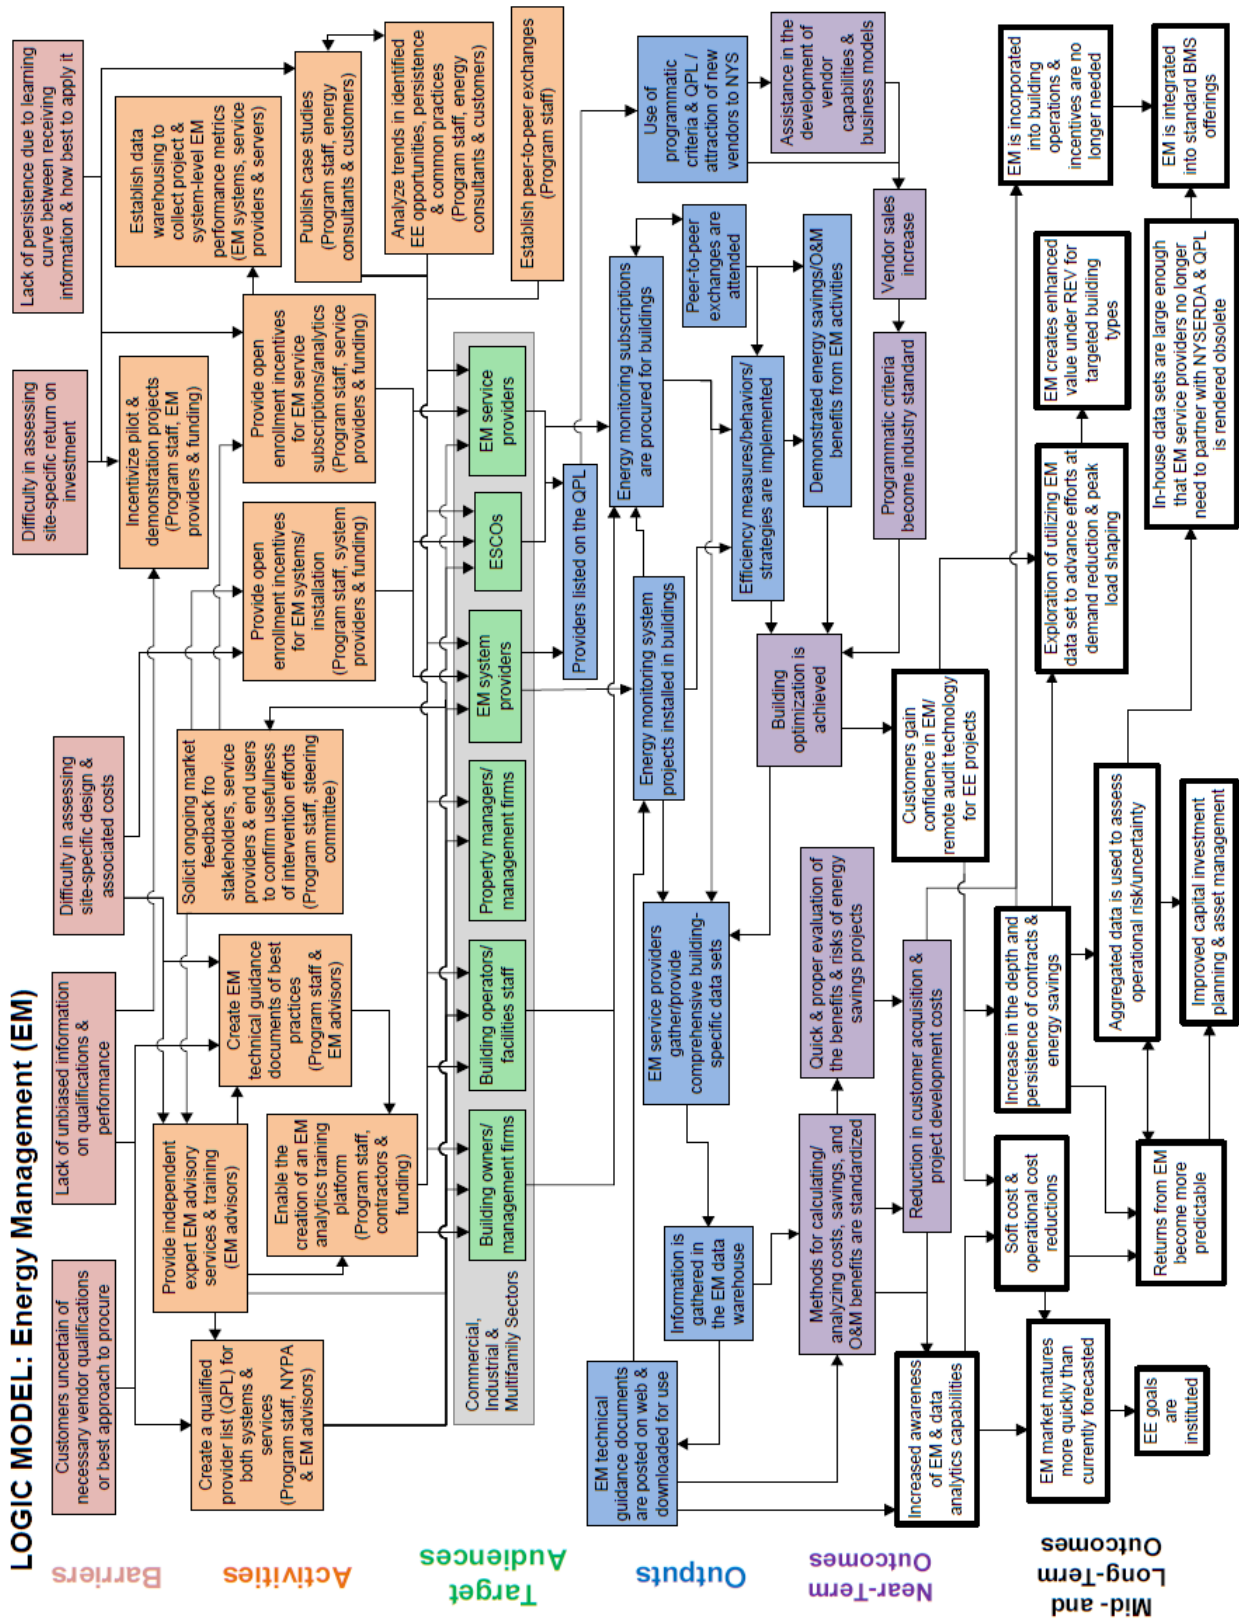 LOGIC MODEL: Energy Management (EM)
Barriers
Customers uncertain of
necessary vendor qualifications
or best approach to procure
Lack of unbiased information
on qualifications &
performance
Difficulty in assessing
site-specific design &
associated costs
Difficulty in assessing
site-specific return on
investment
Lack of persistence due to learning
curve between receiving
information & how best to apply it
Activities
Create a qualified
provider list (QPL) for
both systems &
services
(Program staff, NYPA
& EM advisors)
Provide independent
expert EM advisory
services & training
(EM advisors)
Enable the
creation of an EM
analytics training
platform
(Program staff,
contractors &
funding)
Create EM
technical guidance
documents of best
practices
(Program staff &
EM advisors)
Solicit ongoing market
feedback fro
stakeholders, service
providers & end users
to confirm usefulness
of intervention efforts
(Program staff, steering
committee)
Incentivize pilot &
demonstration projects
(Program staff, EM
providers & funding)
Provide open
enrollment incentives
for EM systems/
installation
(Program staff, system
providers & funding)
Provide open
enrollment incentives
for EM service
subscriptions/analytics
(Program staff, service
providers & funding)
Establish data
warehousing to
collect project &
system-level EM
performance metrics
(EM systems, service
providers & servers)
Publish case studies
(Program staff, energy
consultants & customers)
Analyze trends in identified
EE opportunities, persistence
& common practices
(Program staff, energy
consultants & customers)
Establish peer-to-peer exchanges
(Program staff)
Target
Audiences
Commercial,
Industrial &
Multifamily Sectors
Building owners/
management firms
Building operators/
facilities staff
Property managers/
management firms
EM system
providers
ESCOs
EM service
providers
Outputs
EM technical
guidance documents
are posted on web &
downloaded for use
Information is
gathered in
the EM data
warehouse
EM service providers
gather/provide
comprehensive building-
specific data sets
Energy monitoring system
projects installed in buildings
Providers listed on the QPL
Energy monitoring subscriptions
are procured for buildings
Peer-to-peer
exchanges are
attended
Efficiency measures/behaviors/
strategies are implemented
Demonstrated energy savings/O&M
benefits from EM activities
Use of
programmatic
criteria & QPL /
attraction of new
vendors to NYS
Near-Term
Outcomes
Methods for calculating/
analyzing costs, savings, and
O&M benefits are standardized
Quick & proper evaluation of
the benefits & risks of energy
savings projects
Reduction in customer acquisition &
project development costs
Building
optimization is
achieved
Programmatic criteria
become industry standard
Vendor sales
increase
Assistance in the
development of
vendor
capabilities &
business models
Mid- and
Long-Term
Outcomes
Increased awareness
of EM & data
analytics capabilities
Customers gain
confidence in EM/
remote audit technology
for EE projects
EM market matures
more quickly than
currently forecasted
EE goals
are
instituted
Soft cost &
operational cost
reductions
Increase in the depth and
persistence of contracts &
energy savings
Returns from EM
become more
predictable
Aggregated data is used to assess
operational risk/uncertainty
Improved capital investment
planning & asset management
Exploration of utilizing EM
data set to advance efforts at
demand reduction & peak
load shaping
EM creates enhanced
value under REV for
targeted building
types
In-house data sets are large enough
that EM service providers no longer
need to partner with NYSERDA & QPL
is rendered obsolete
EM is incorporated
into building
operations &
incentives are no
longer needed
EM is integrated
into standard BMS
offerings